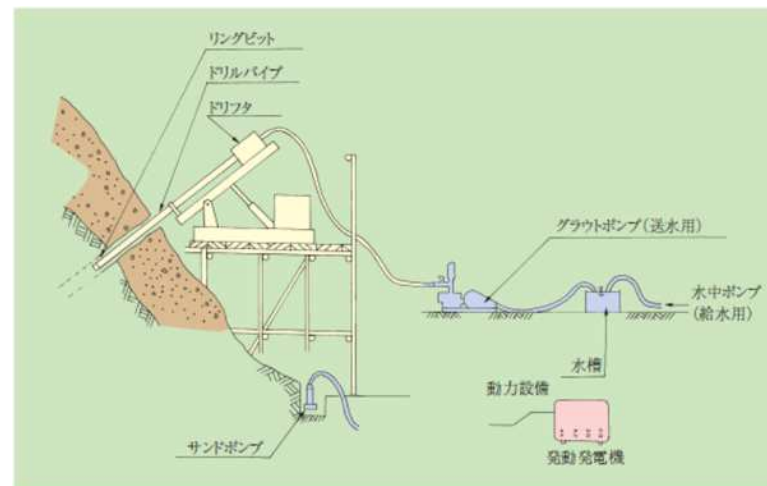 リングビット
ドリルパイプ
ドリフタ
グラウトポンプ(送水用)
水中ポンプ
(給水用)
水槽
動力設備
サンドポンプ
発動発電機